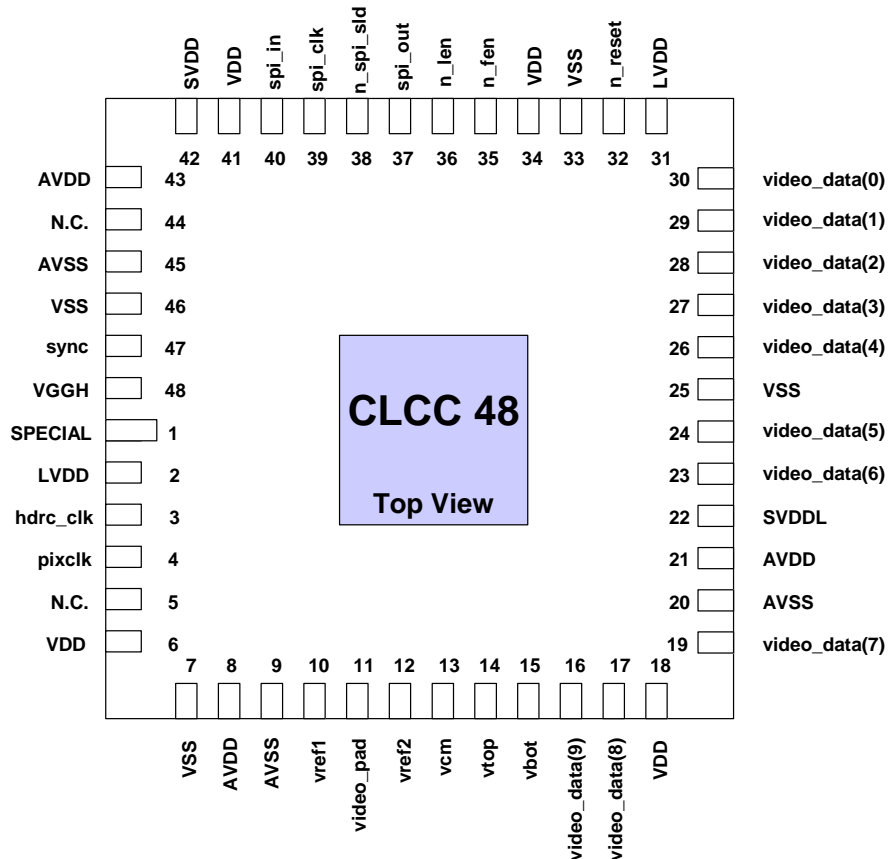 SVDD
VDD
spi_in
spi_clk
n_spi_sld
spi_out
n_len
n_fen
VDD
VSS
n_reset
LVDD
42 41 40 39 38 37 36 35 34 33 32 31
AVDD 43
N.C. 44
AVSS 45
VSS 46
sync 47
VGGH 48
SPECIAL 1
LVDD 2
hdrc_clk 3
pixclk 4
N.C. 5
VDD 6
30 video_data(0)
29 video_data(1)
28 video_data(2)
27 video_data(3)
26 video_data(4)
25 VSS
24 video_data(5)
23 video_data(6)
22 SVDDL
21 AVDD
20 AVSS
19 video_data(7)
CLCC 48
Top View
7 8 9 10 11 12 13 14 15 16 17 18
VSS
AVDD
AVSS
vref1
video_pad
vref2
vcm
vtop
vbot
video_data(9)
video_data(8)
VDD